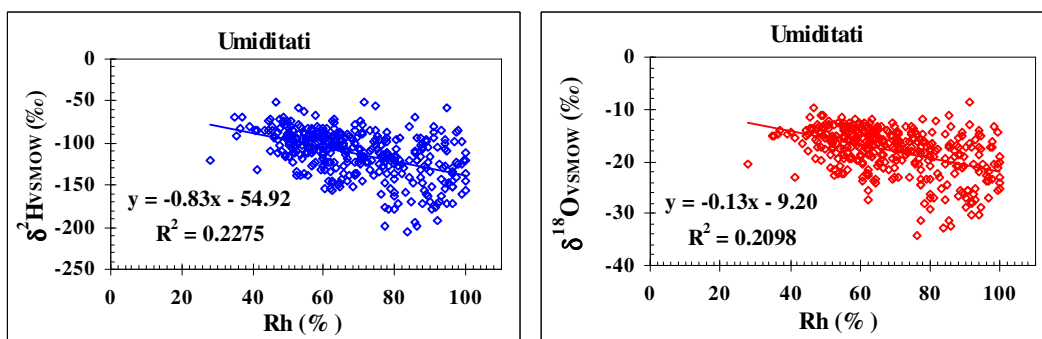 Umiditati
0
-50
-100
-150
-200
-250
δ²HVSMOW (‰)
y = -0.83x - 54.92
R² = 0.2275
0 20 40 60 80 100
Rh (%)
Umiditati
0
-10
-20
-30
-40
δ¹⁸OVSMOW (‰)
y = -0.13x - 9.20
R² = 0.2098
0 20 40 60 80 100
Rh (%)